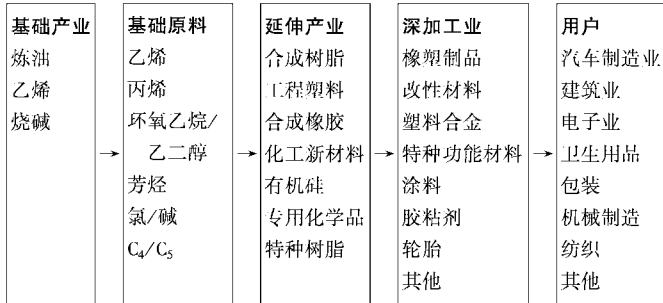 基础产业
炼油
乙烯
烧碱
基础原料
乙烯
丙烯
环氧乙烷/
乙二醇
芳烃
氯/碱
C₄/C₅
延伸产业
合成树脂
工程塑料
合成橡胶
化工新材料
有机硅
专用化学品
特种树脂
深加工业
橡塑制品
改性材料
塑料合金
特种功能材料
涂料
胶粘剂
轮胎
其他
用户
汽车制造业
建筑业
电子业
卫生用品
包装
机械制造
纺织
其他